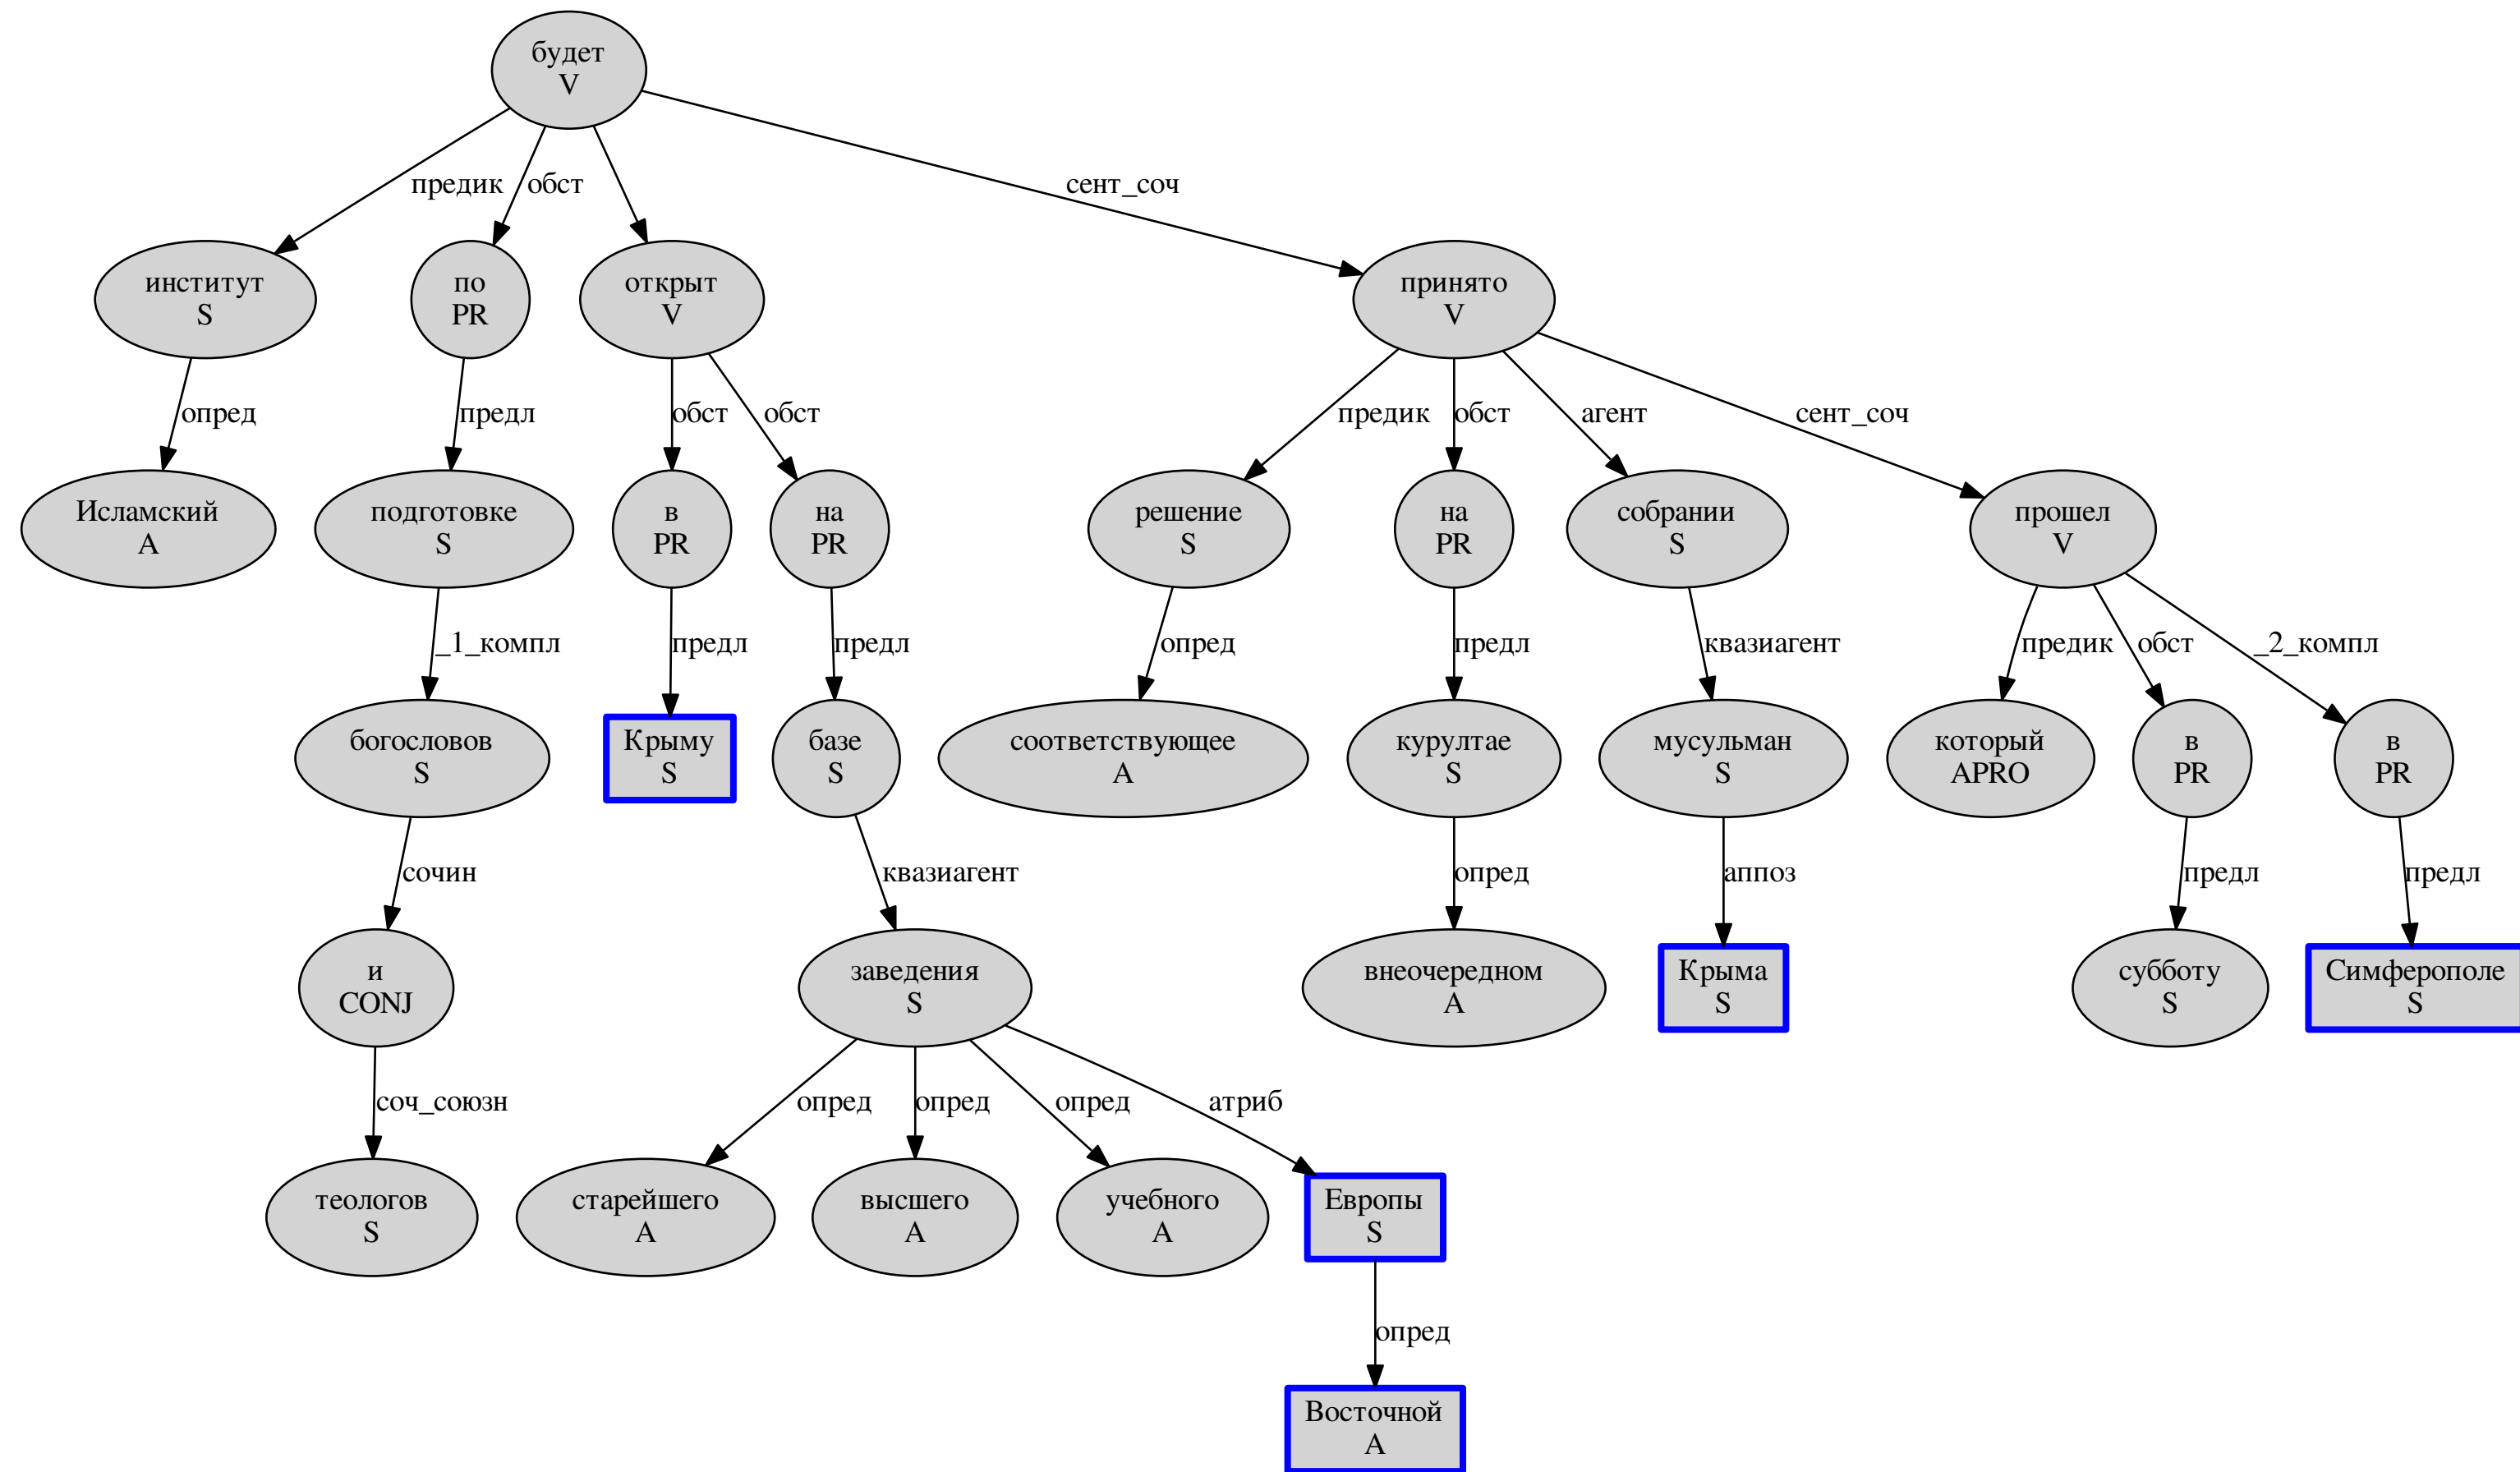 будет
V
предик
обст
сент_соч
институт
S
по
PR
открыт
V
принято
V
опред
предл
обст
обст
предик
обст
агент
сент_соч
Исламский
A
подготовке
S
в
PR
на
PR
решение
S
на
PR
собрании
S
прошел
V
_1_компл
предл
предл
опред
предл
квазиагент
предик
обст
_2_компл
богословов
S
Крыму
S
базе
S
соответствующее
A
курултае
S
мусульман
S
который
APRO
в
PR
в
PR
сочин
квазиагент
опред
аппоз
предл
предл
и
CONJ
заведения
S
внеочередном
A
Крыма
S
субботу
S
Симферополе
S
соч_союзн
опред
опред
опред
атриб
теологов
S
старейшего
A
высшего
A
учебного
A
Европы
S
опред
Восточной
A